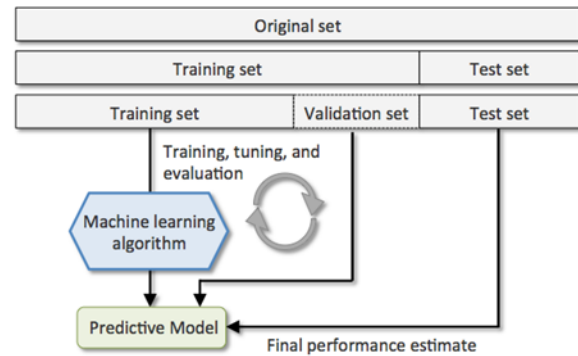 Original set
Training set
Test set
Training set
Validation set
Test set
Training, tuning, and
evaluation
Machine learning
algorithm
Predictive Model
Final performance estimate